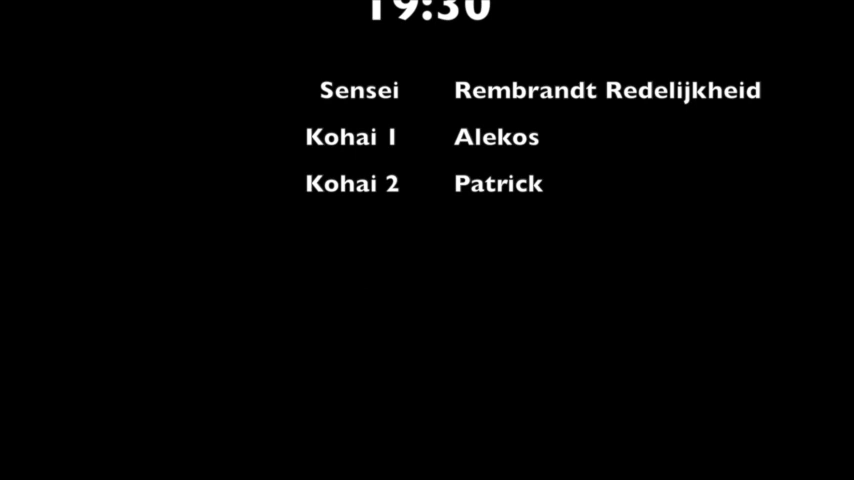 19:30
Sensei Rembrandt Redelijkheid
Kohai 1 Alekos
Kohai 2 Patrick